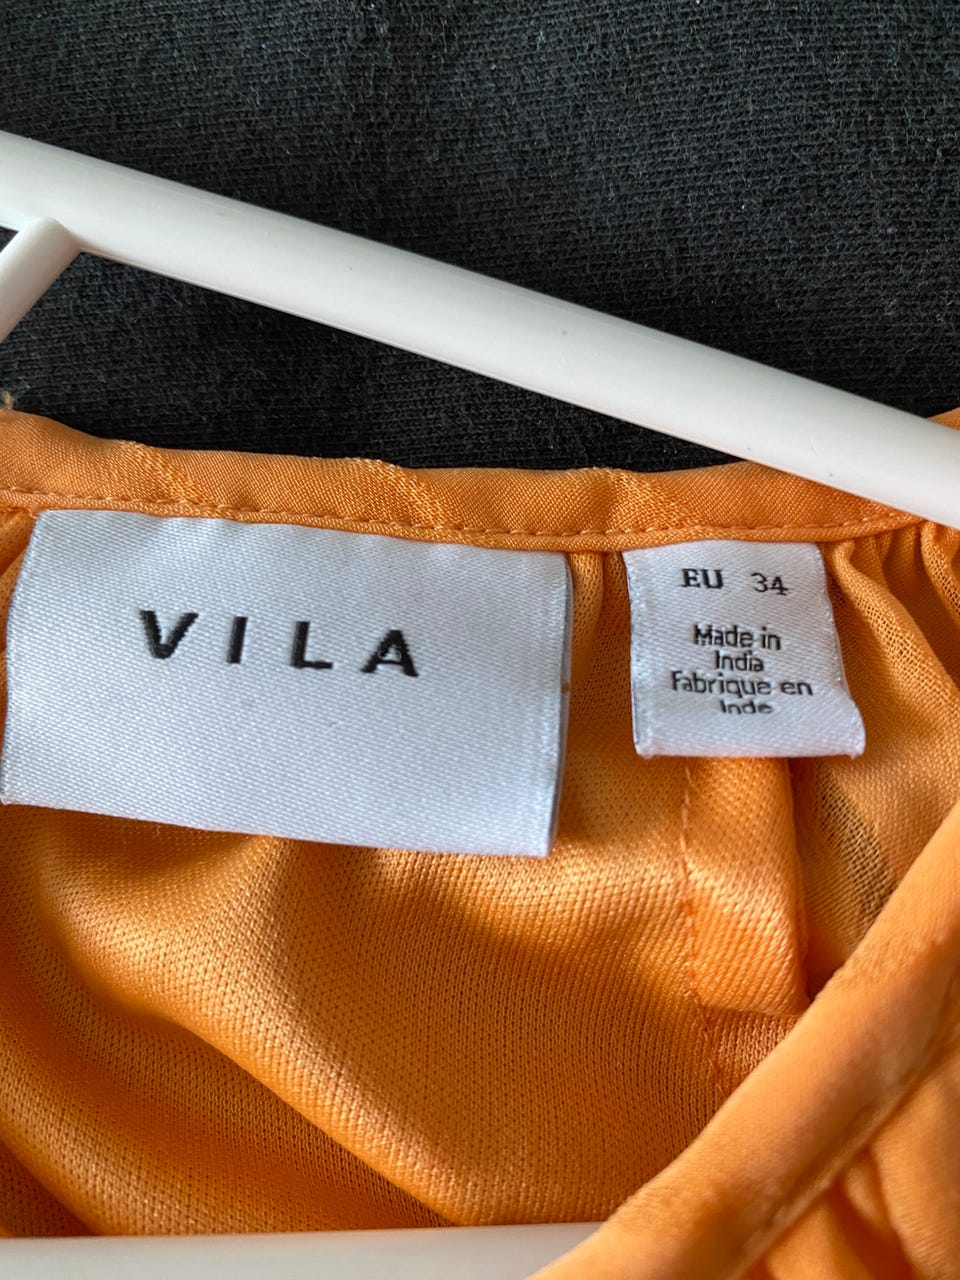 VILA
EU 34
Made in
India
Fabrique en
Inde